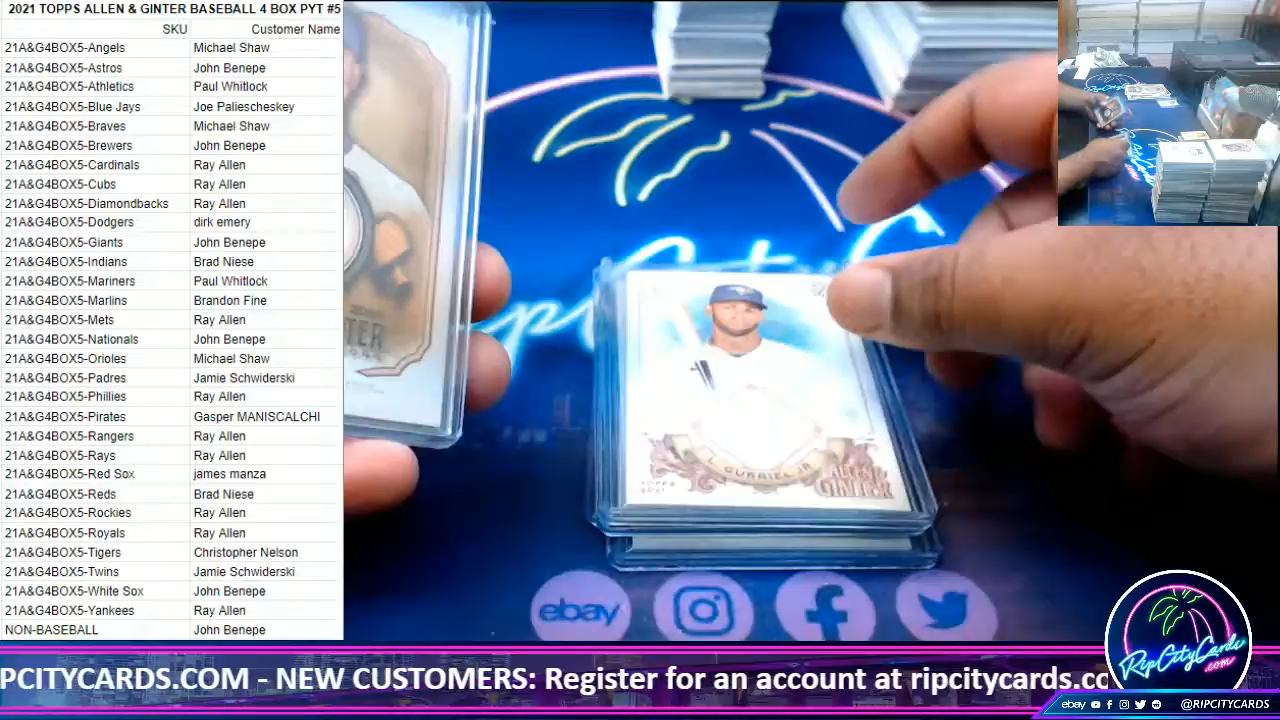 2021 TOPPS ALLEN & GINTER BASEBALL 4 BOX PYT #5
SKU Customer Name
21A&G4BOX5-Angels Michael Shaw
21A&G4BOX5-Astros John Benepe
21A&G4BOX5-Athletics Paul Whitlock
21A&G4BOX5-Blue Jays Joe Paliescheskey
21A&G4BOX5-Braves Michael Shaw
21A&G4BOX5-Brewers John Benepe
21A&G4BOX5-Cardinals Ray Allen
21A&G4BOX5-Cubs Ray Allen
21A&G4BOX5-Diamondbacks Ray Allen
21A&G4BOX5-Dodgers dirk emery
21A&G4BOX5-Giants John Benepe
21A&G4BOX5-Indians Brad Niese
21A&G4BOX5-Mariners Paul Whitlock
21A&G4BOX5-Marlins Brandon Fine
21A&G4BOX5-Mets Ray Allen
21A&G4BOX5-Nationals John Benepe
21A&G4BOX5-Orioles Michael Shaw
21A&G4BOX5-Padres Jamie Schwiderski
21A&G4BOX5-Phillies Ray Allen
21A&G4BOX5-Pirates Gasper MANISCALCHI
21A&G4BOX5-Rangers Ray Allen
21A&G4BOX5-Rays Ray Allen
21A&G4BOX5-Red Sox james manza
21A&G4BOX5-Reds Brad Niese
21A&G4BOX5-Rockies Ray Allen
21A&G4BOX5-Royals Ray Allen
21A&G4BOX5-Tigers Christopher Nelson
21A&G4BOX5-Twins Jamie Schwiderski
21A&G4BOX5-White Sox John Benepe
21A&G4BOX5-Yankees Ray Allen
NON-BASEBALL John Benepe
L. GURRIEL JR
TOPPS
2021
ALLEN &
GINTER
ebay
PCITYCARDS.COM - NEW CUSTOMERS: Register for an account at ripcitycards.co
RipCityCards
.com
ebay @RIPCITYCARDS